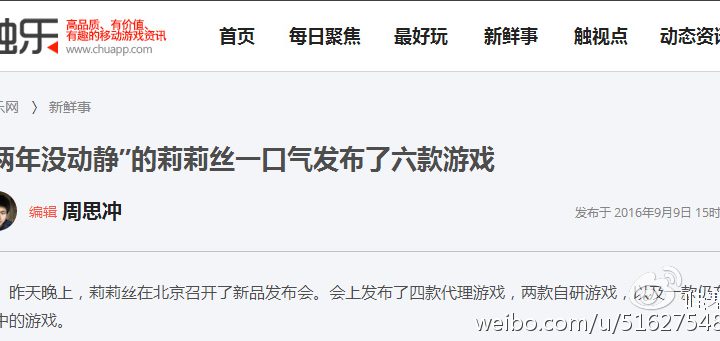 触乐
高品质、有价值、
有趣的移动游戏资讯
www.chuapp.com
首页 每日聚焦 最好玩 新鲜事 触视点 动态资讯
乐网 〉 新鲜事
两年没动静”的莉莉丝一口气发布了六款游戏
编辑 周思冲
发布于 2016年9月9日 15时
昨天晚上，莉莉丝在北京召开了新品发布会。会上发布了四款代理游戏，两款自研游戏，以及一款仍在
中的游戏。
weibo.com/u/51627548